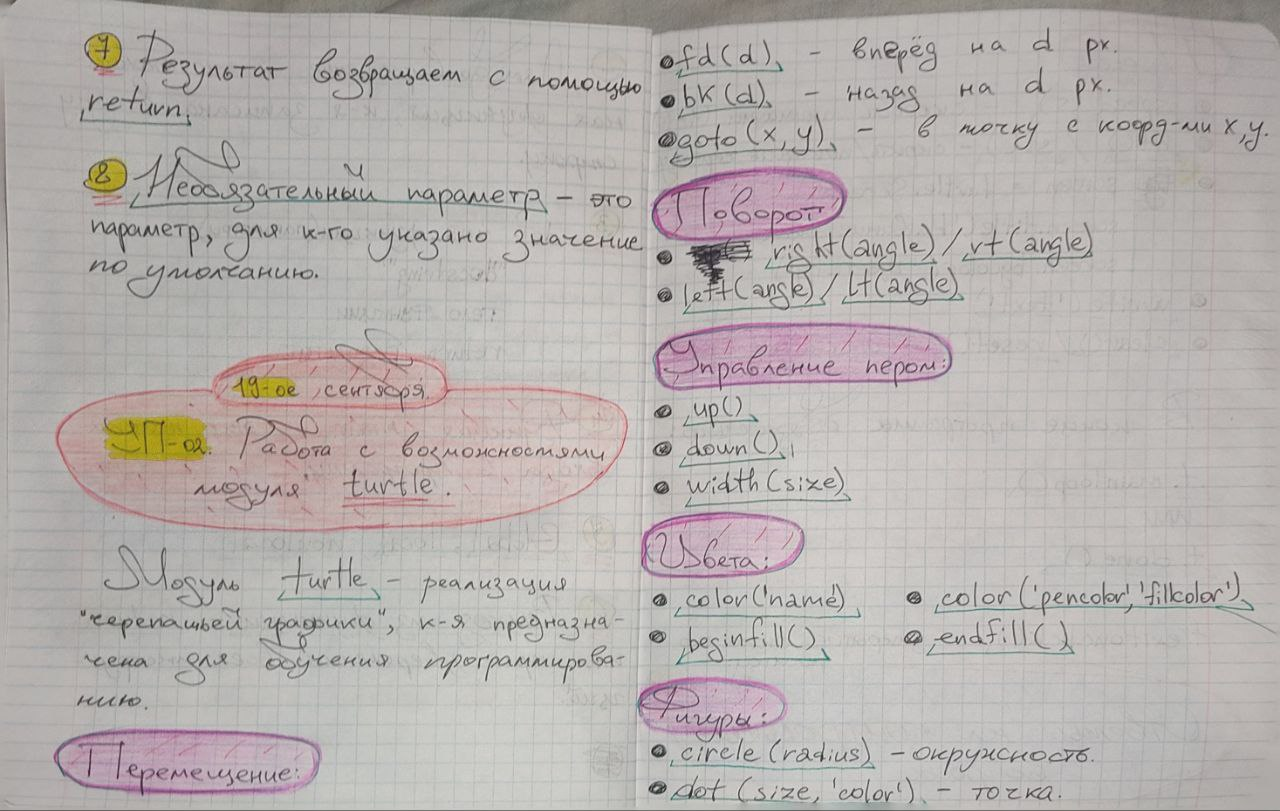 7 Результат возвращаем с помощью
return.
8 Необязательный параметр – это
параметр, для к-го указано значение
по умолчанию.
19-ое сентября.
УП-02. Работа с возможностями
модуля turtle.
Модуль turtle – реализация
"черепашьей графики", к-я предназна-
чена для обучения программирова-
нию.
Перемещение:
• fd(d) – вперёд на d px.
• bk(d) – назад на d px.
• goto(x, y) – в точку с коорд-ми x, y.
Поворот
• right(angle) / rt(angle)
• left(angle) / lt(angle)
Управление пером:
• up()
• down()
• width(size)
Цвета:
• color('name') • color('pencolor', 'fillcolor')
• beginfill() • endfill()
Фигуры:
• circle(radius) – окружность.
• dot(size, 'color') – точка.